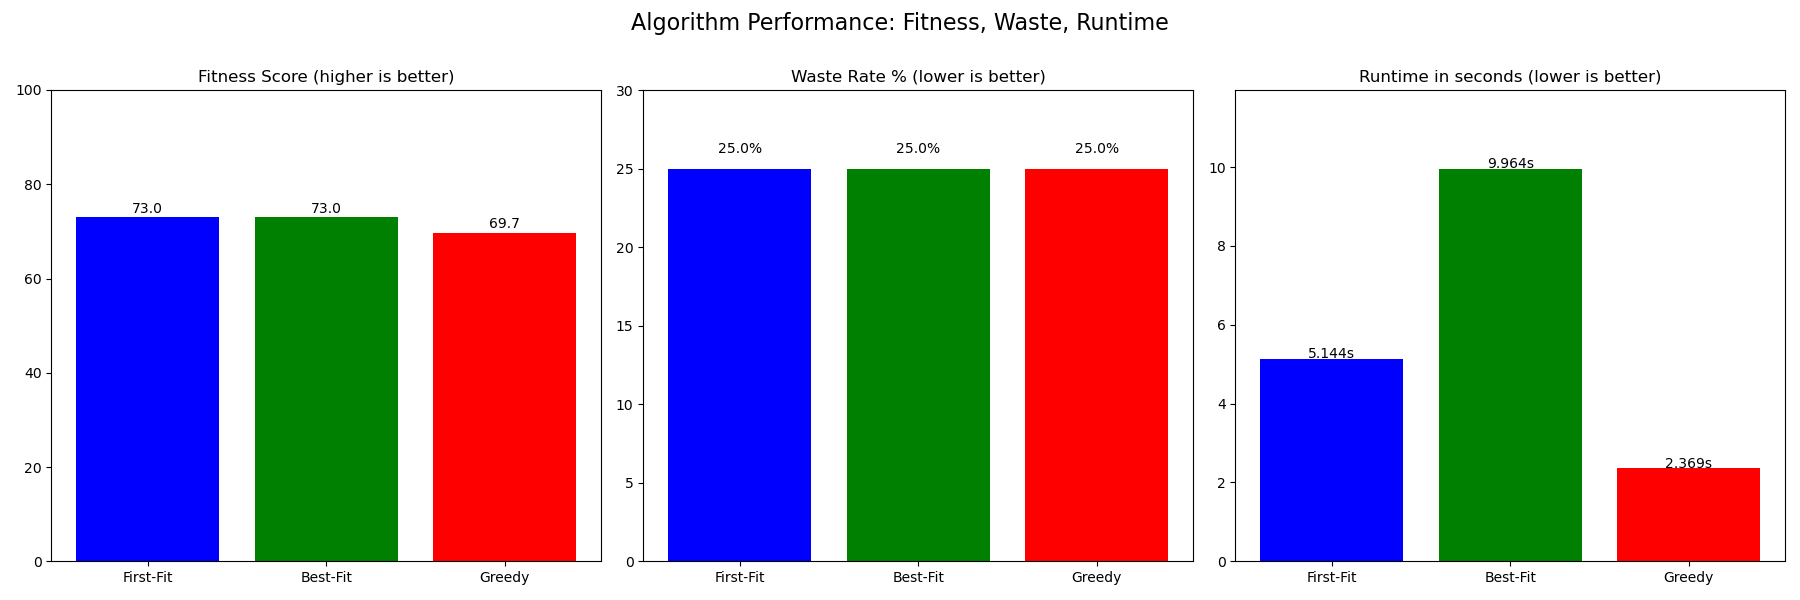 Algorithm Performance: Fitness, Waste, Runtime
Fitness Score (higher is better)
100
80
60
40
20
0
73.0
73.0
69.7
First-Fit
Best-Fit
Greedy
Waste Rate % (lower is better)
30
25
20
15
10
5
0
25.0%
25.0%
25.0%
First-Fit
Best-Fit
Greedy
Runtime in seconds (lower is better)
10
8
6
4
2
0
5.144s
9.964s
2.369s
First-Fit
Best-Fit
Greedy